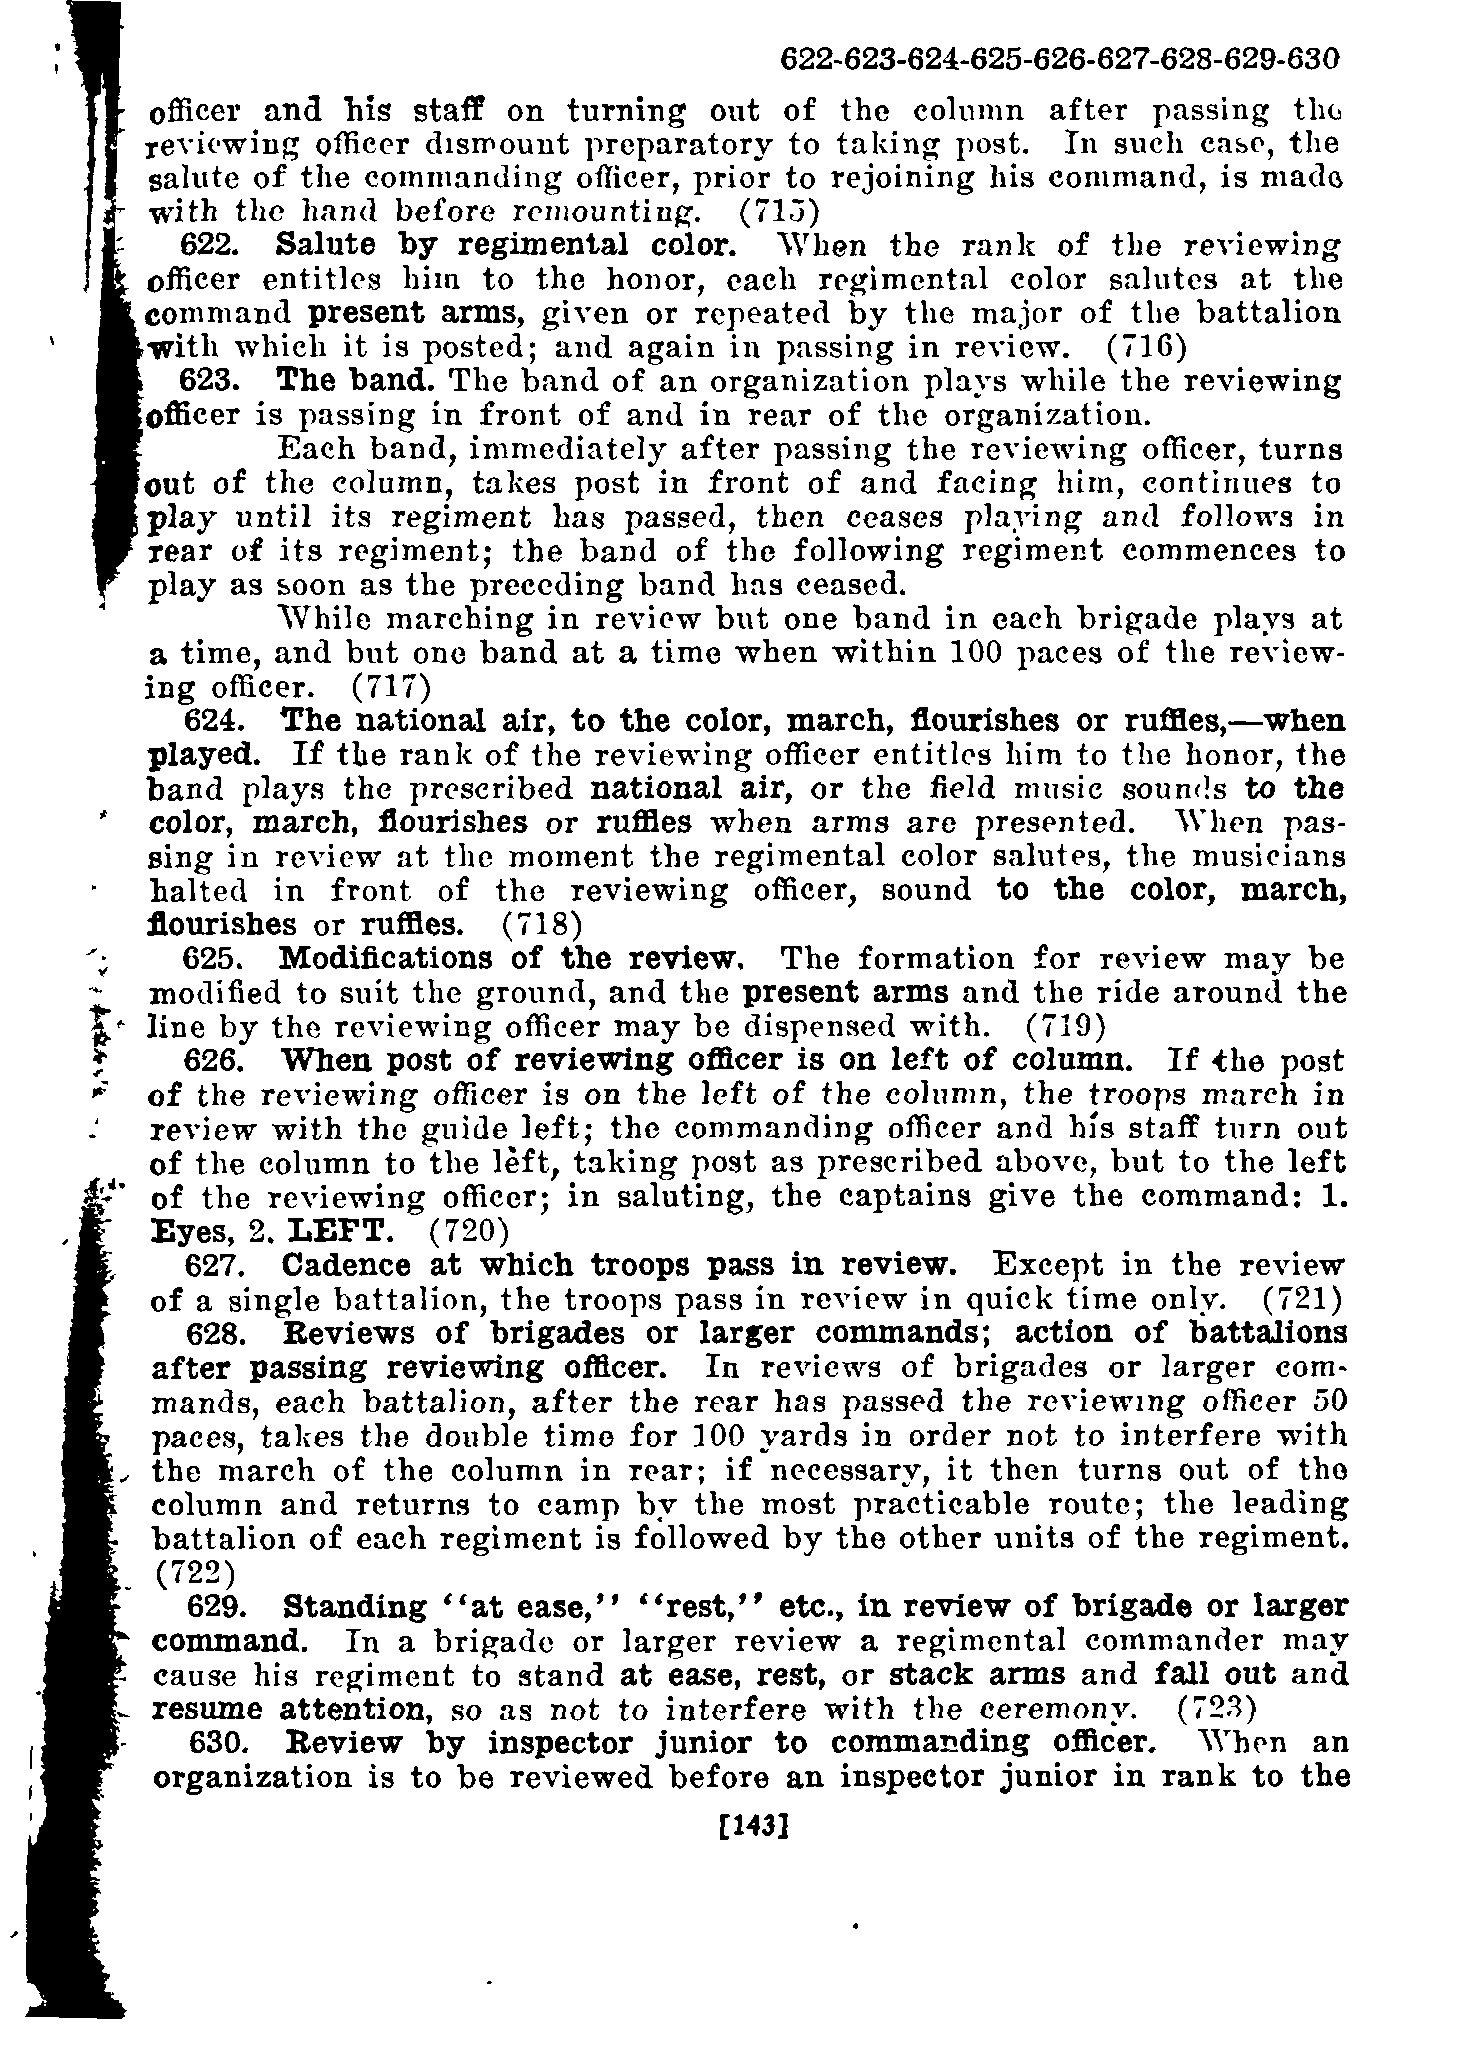 622-623-624-625-626-627-628-629-630
officer and his staff on turning out of the column after passing the
reviewing officer dismount preparatory to taking post. In such case, the
salute of the commanding officer, prior to rejoining his command, is made
with the hand before remounting. (715)
622. Salute by regimental color. When the rank of the reviewing
officer entitles him to the honor, each regimental color salutes at the
command present arms, given or repeated by the major of the battalion
with which it is posted; and again in passing in review. (716)
623. The band. The band of an organization plays while the reviewing
officer is passing in front of and in rear of the organization.
Each band, immediately after passing the reviewing officer, turns
out of the column, takes post in front of and facing him, continues to
play until its regiment has passed, then ceases playing and follows in
rear of its regiment; the band of the following regiment commences to
play as soon as the preceding band has ceased.
While marching in review but one band in each brigade plays at
a time, and but one band at a time when within 100 paces of the review-
ing officer. (717)
624. The national air, to the color, march, flourishes or ruffles,—when
played. If the rank of the reviewing officer entitles him to the honor, the
band plays the prescribed national air, or the field music sounds to the
color, march, flourishes or ruffles when arms are presented. When pas-
sing in review at the moment the regimental color salutes, the musicians
halted in front of the reviewing officer, sound to the color, march,
flourishes or ruffles. (718)
625. Modifications of the review. The formation for review may be
modified to suit the ground, and the present arms and the ride around the
line by the reviewing officer may be dispensed with. (719)
626. When post of reviewing officer is on left of column. If the post
of the reviewing officer is on the left of the column, the troops march in
review with the guide left; the commanding officer and his staff turn out
of the column to the left, taking post as prescribed above, but to the left
of the reviewing officer; in saluting, the captains give the command: 1.
Eyes, 2. LEFT. (720)
627. Cadence at which troops pass in review. Except in the review
of a single battalion, the troops pass in review in quick time only. (721)
628. Reviews of brigades or larger commands; action of battalions
after passing reviewing officer. In reviews of brigades or larger com-
mands, each battalion, after the rear has passed the reviewing officer 50
paces, takes the double time for 100 yards in order not to interfere with
the march of the column in rear; if necessary, it then turns out of the
column and returns to camp by the most practicable route; the leading
battalion of each regiment is followed by the other units of the regiment.
(722)
629. Standing "at ease," "rest," etc., in review of brigade or larger
command. In a brigade or larger review a regimental commander may
cause his regiment to stand at ease, rest, or stack arms and fall out and
resume attention, so as not to interfere with the ceremony. (723)
630. Review by inspector junior to commanding officer. When an
organization is to be reviewed before an inspector junior in rank to the
[143]